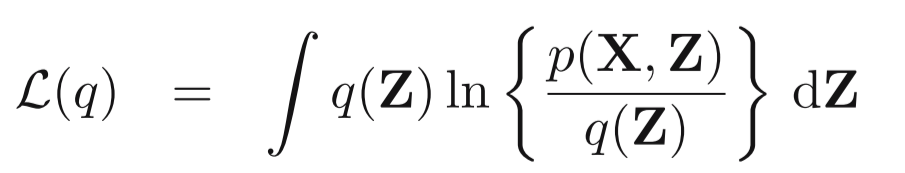 ℒ(q) = ∫ q(𝐙) ln { p(𝐗, 𝐙) / q(𝐙) } d𝐙